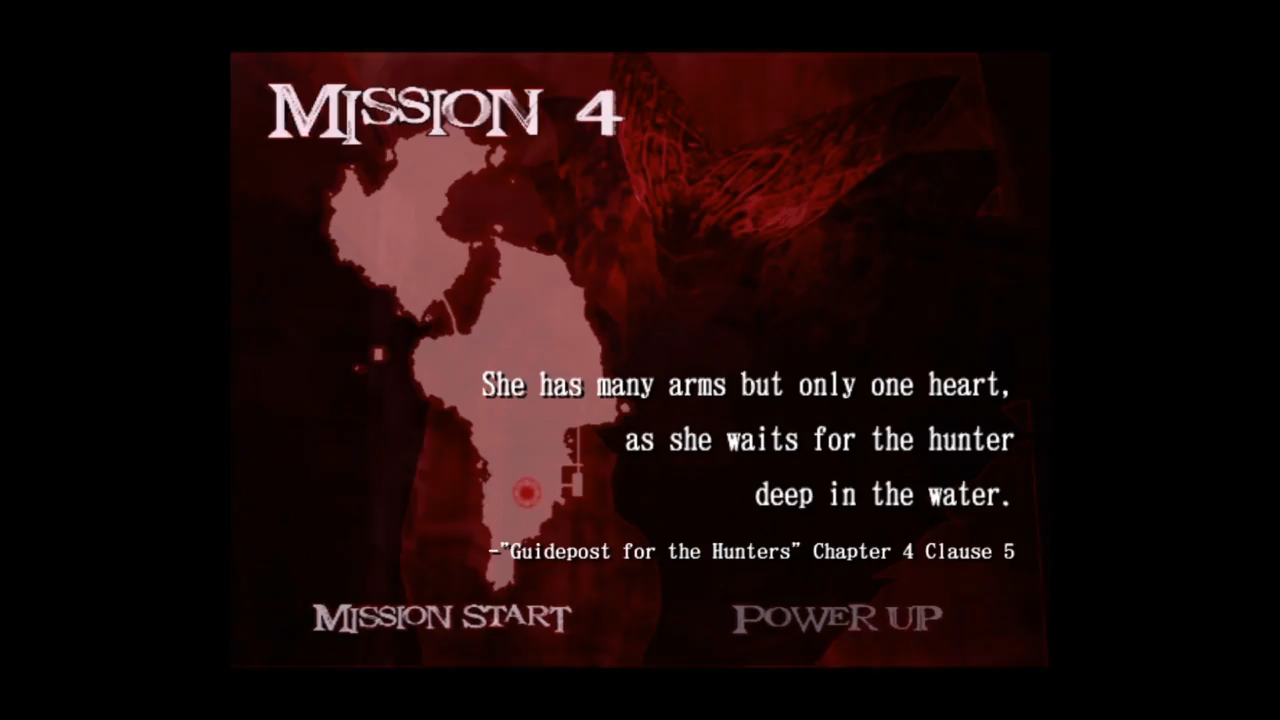 MISSION 4
She has many arms but only one heart,
as she waits for the hunter
deep in the water.
-"Guidepost for the Hunters" Chapter 4 Clause 5
MISSION START
POWER UP